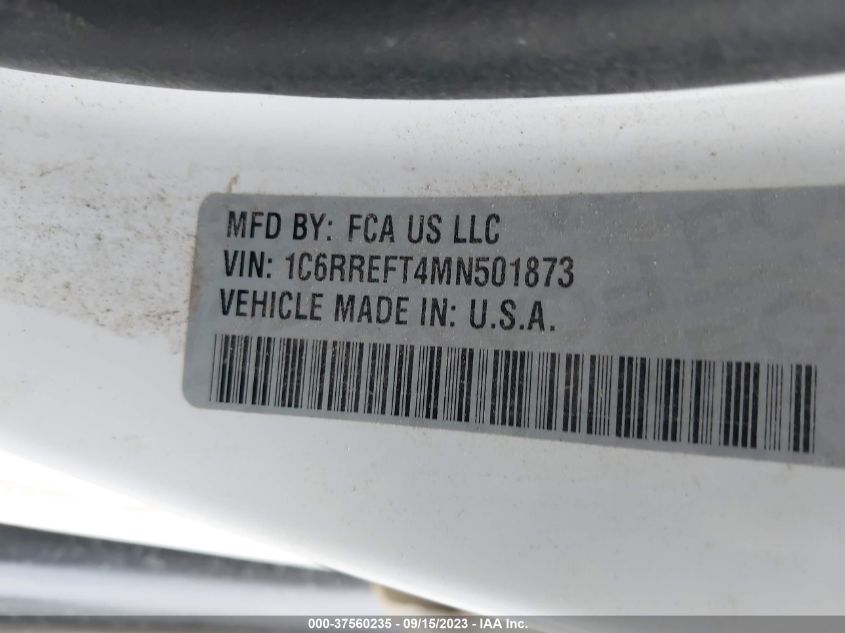 MFD BY: FCA US LLC
VIN: 1C6RREFT4MN501873
VEHICLE MADE IN: U.S.A.
000-37560235 - 09/15/2023 - IAA Inc.